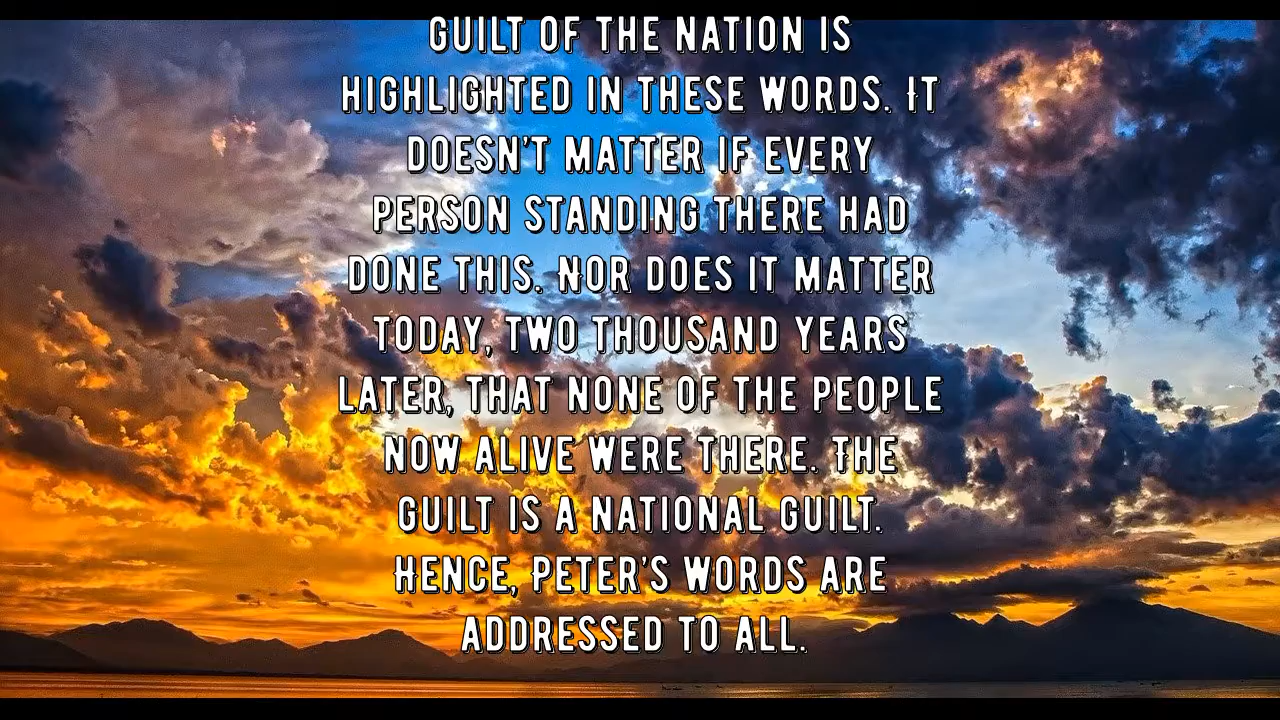 GUILT OF THE NATION IS
HIGHLIGHTED IN THESE WORDS. IT
DOESN'T MATTER IF EVERY
PERSON STANDING THERE HAD
DONE THIS. NOR DOES IT MATTER
TODAY, TWO THOUSAND YEARS
LATER, THAT NONE OF THE PEOPLE
NOW ALIVE WERE THERE. THE
GUILT IS A NATIONAL GUILT.
HENCE, PETER'S WORDS ARE
ADDRESSED TO ALL.